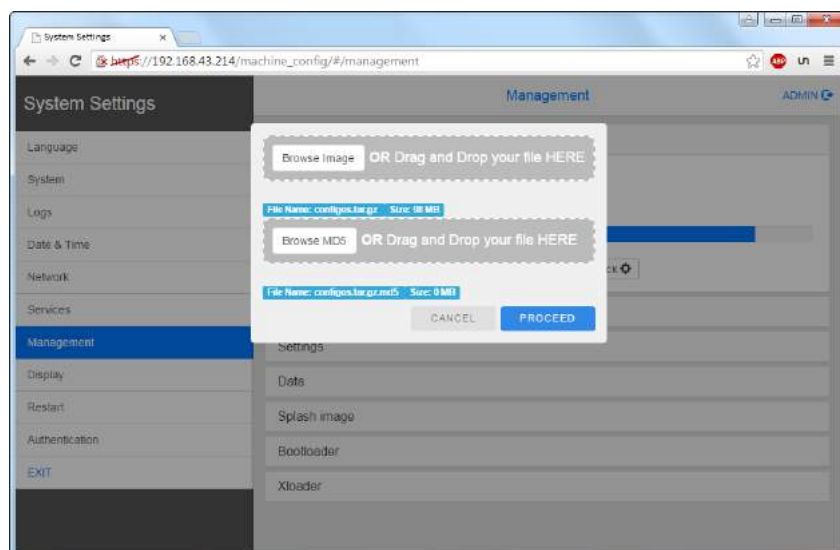 System Settings
https://192.168.43.214/machine_config/#/management
ABP
System Settings
Management
ADMIN
Language
System
Logs
Date & Time
Network
Services
Management
Display
Restart
Authentication
EXIT
Browse Image OR Drag and Drop your file HERE
File Name: configos.tar.gz Size: 98 MB
Browse MD5 OR Drag and Drop your file HERE
File Name: configos.tar.gz.md5 Size: 0 MB
CANCEL
PROCEED
Settings
Data
Splash image
Bootloader
Xloader